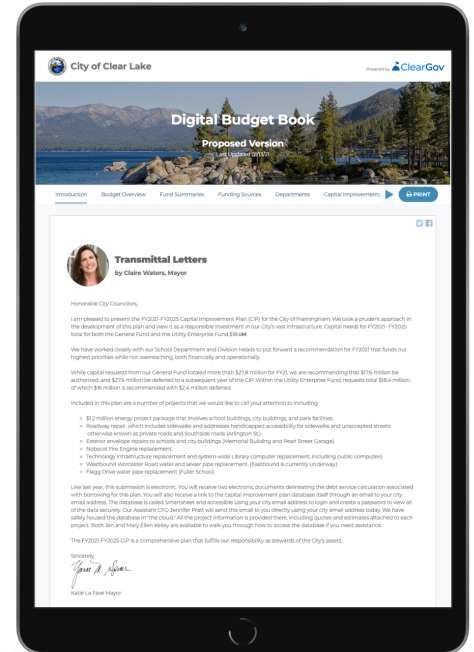 City of Clear Lake
Powered by ClearGov
Digital Budget Book
Proposed Version
Last Updated
Introduction Budget Overview Fund Summaries Funding Sources Departments Capital Improvements PRINT
Transmittal Letters
by Claire Waters, Mayor
Honorable City Councilors,
I am pleased to present the FY2021-FY2025 Capital Improvement Plan (CIP) for the City of Framingham. We took a prudent approach in
the development of this plan and view it as a responsible investment in our City's vast infrastructure. Capital needs for FY2021- FY2025
total for both the General Fund and the Utility Enterprise Fund
We have worked closely with our School Department and Division Heads to put forward a recommendation for FY2021 that funds our
highest priorities while not overreaching, both financially and operationally.
While capital requests from our General Fund totaled more than $27.8 million for FY21, we are recommending that $17.6 million be
authorized, and $27.6 million be deferred to a subsequent year of the CIP. Within the Utility Enterprise Fund, requests total $18.4 million,
of which $16 million is recommended with $2.4 million deferred.
Included in this plan are a number of projects that we would like to call your attention to including:
$1.2 million energy project package that involves school buildings, city buildings, and park facilities.
Roadway repair, which includes sidewalks and addresses handicapped accessibility for sidewalks and unaccepted streets
otherwise known as private roads and Southside roads (Arlington St.).
Exterior envelope repairs to schools and city buildings (Memorial Building and Pearl Street Garage).
Nobscot Fire Engine replacement.
Technology infrastructure replacement and system-wide Library computer replacement, including public computers.
Westbound Worcester Road water and sewer pipe replacement. (Eastbound is currently underway.)
Flagg Drive water pipe replacement (Fuller School)
Like last year, this submission is electronic. You will receive two electronic documents delineating the debt service calculation associated
with borrowing for this plan. You will also receive a link to the capital improvement plan database itself through an email to your city
email address. The database is called Smartsheet and is accessible using your city email address to login and create a password to view all
of the data securely. Our Assistant CFO Jennifer Pratt will send this email to you directly using your city email address today. We have
safely housed the database in "the cloud." All the project information is provided there, including quotes and estimates attached to each
project. Both Jen and Mary Ellen Kelley are available to walk you through how to access the database if you need assistance.
The FY2021-FY2025 CIP is a comprehensive plan that fulfills our responsibility as stewards of the City's assets.
Sincerely,
Katie La Fave Mayor